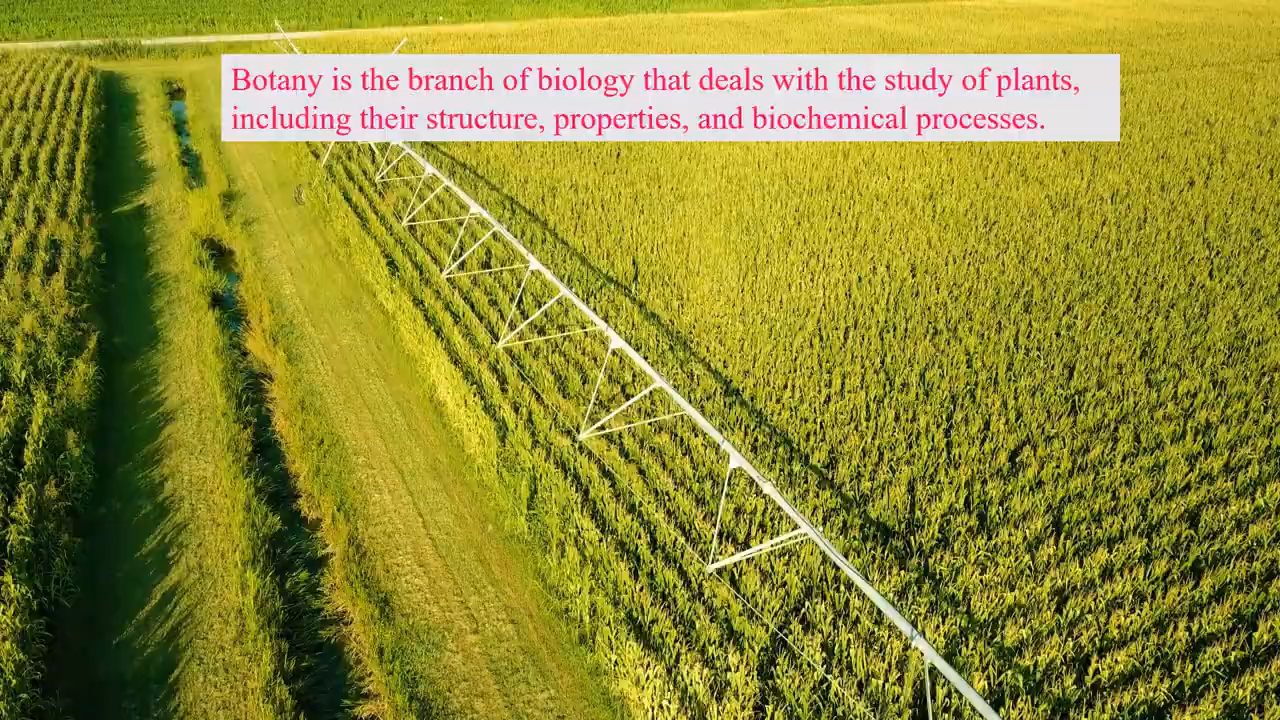 Botany is the branch of biology that deals with the study of plants,
including their structure, properties, and biochemical processes.